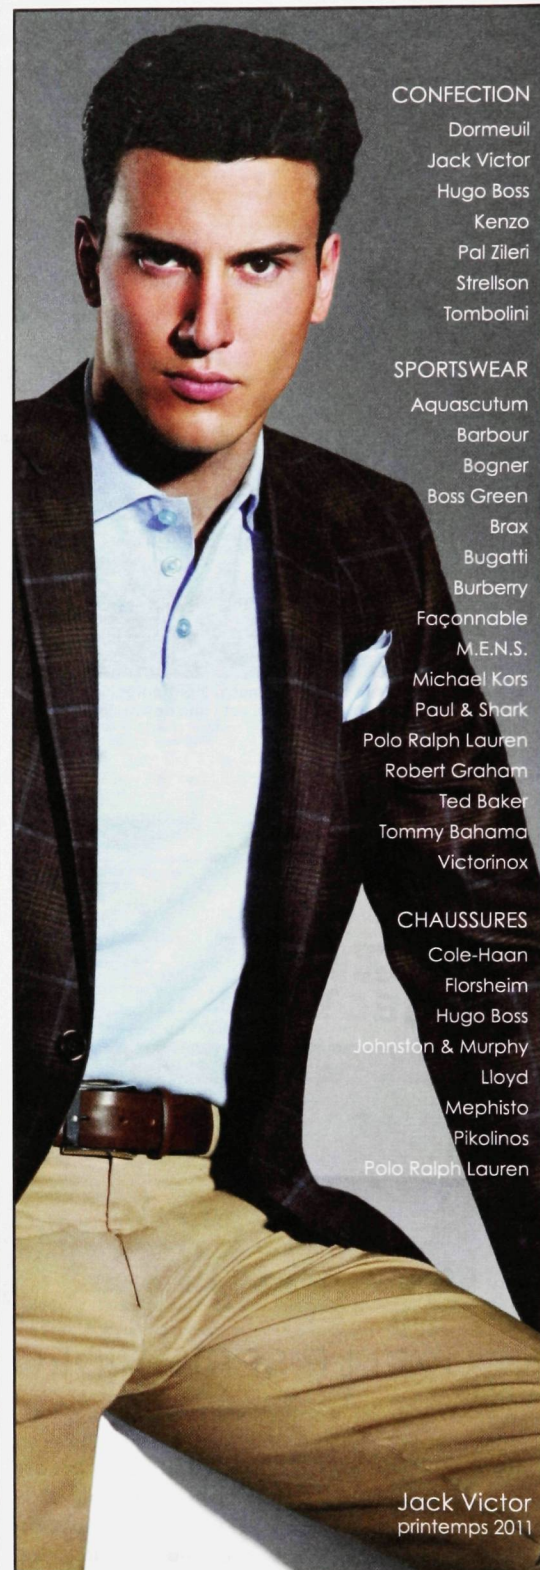 CONFECTION
Dormeuil
Jack Victor
Hugo Boss
Kenzo
Pal Zileri
Strellson
Tombolini
SPORTSWEAR
Aquascutum
Barbour
Bogner
Boss Green
Brax
Bugatti
Burberry
Façonnable
M.E.N.S.
Michael Kors
Paul & Shark
Polo Ralph Lauren
Robert Graham
Ted Baker
Tommy Bahama
Victorinox
CHAUSSURES
Cole-Haan
Florsheim
Hugo Boss
Johnston & Murphy
Lloyd
Mephisto
Pikolinos
Polo Ralph Lauren
Jack Victor
printemps 2011